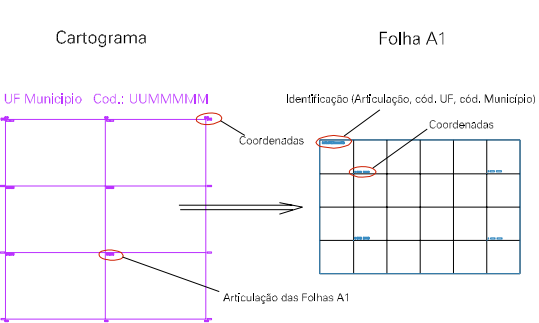 Cartograma
Folha A1
UF Municipio Cod.: UUMMMMM
Identificação (Articulação, cód. UF, cód. Município)
Coordenadas
Coordenadas
Articulação das Folhas A1